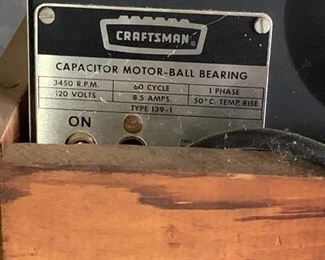 CRAFTSMAN
CAPACITOR MOTOR-BALL BEARING
3450 R.P.M. 60 CYCLE 1 PHASE
120 VOLTS 8.5 AMPS. 50°C. TEMP. RISE
TYPE 139-1
ON